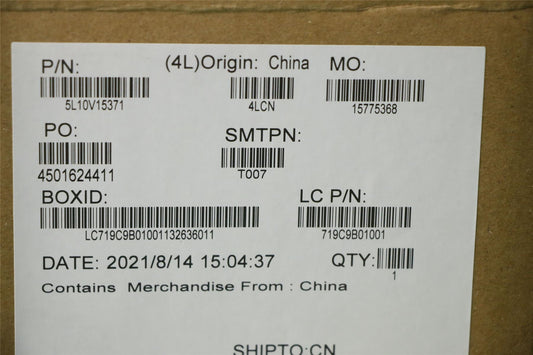 P/N: (4L)Origin: China MO:
5L10V15371 4LCN 15775368
PO: SMTPN:
4501624411 T007
BOXID: LC P/N:
LC719C9B01001132636011 719C9B01001
DATE: 2021/8/14 15:04:37 QTY:
1
Contains Merchandise From : China
SHIPTO:CN